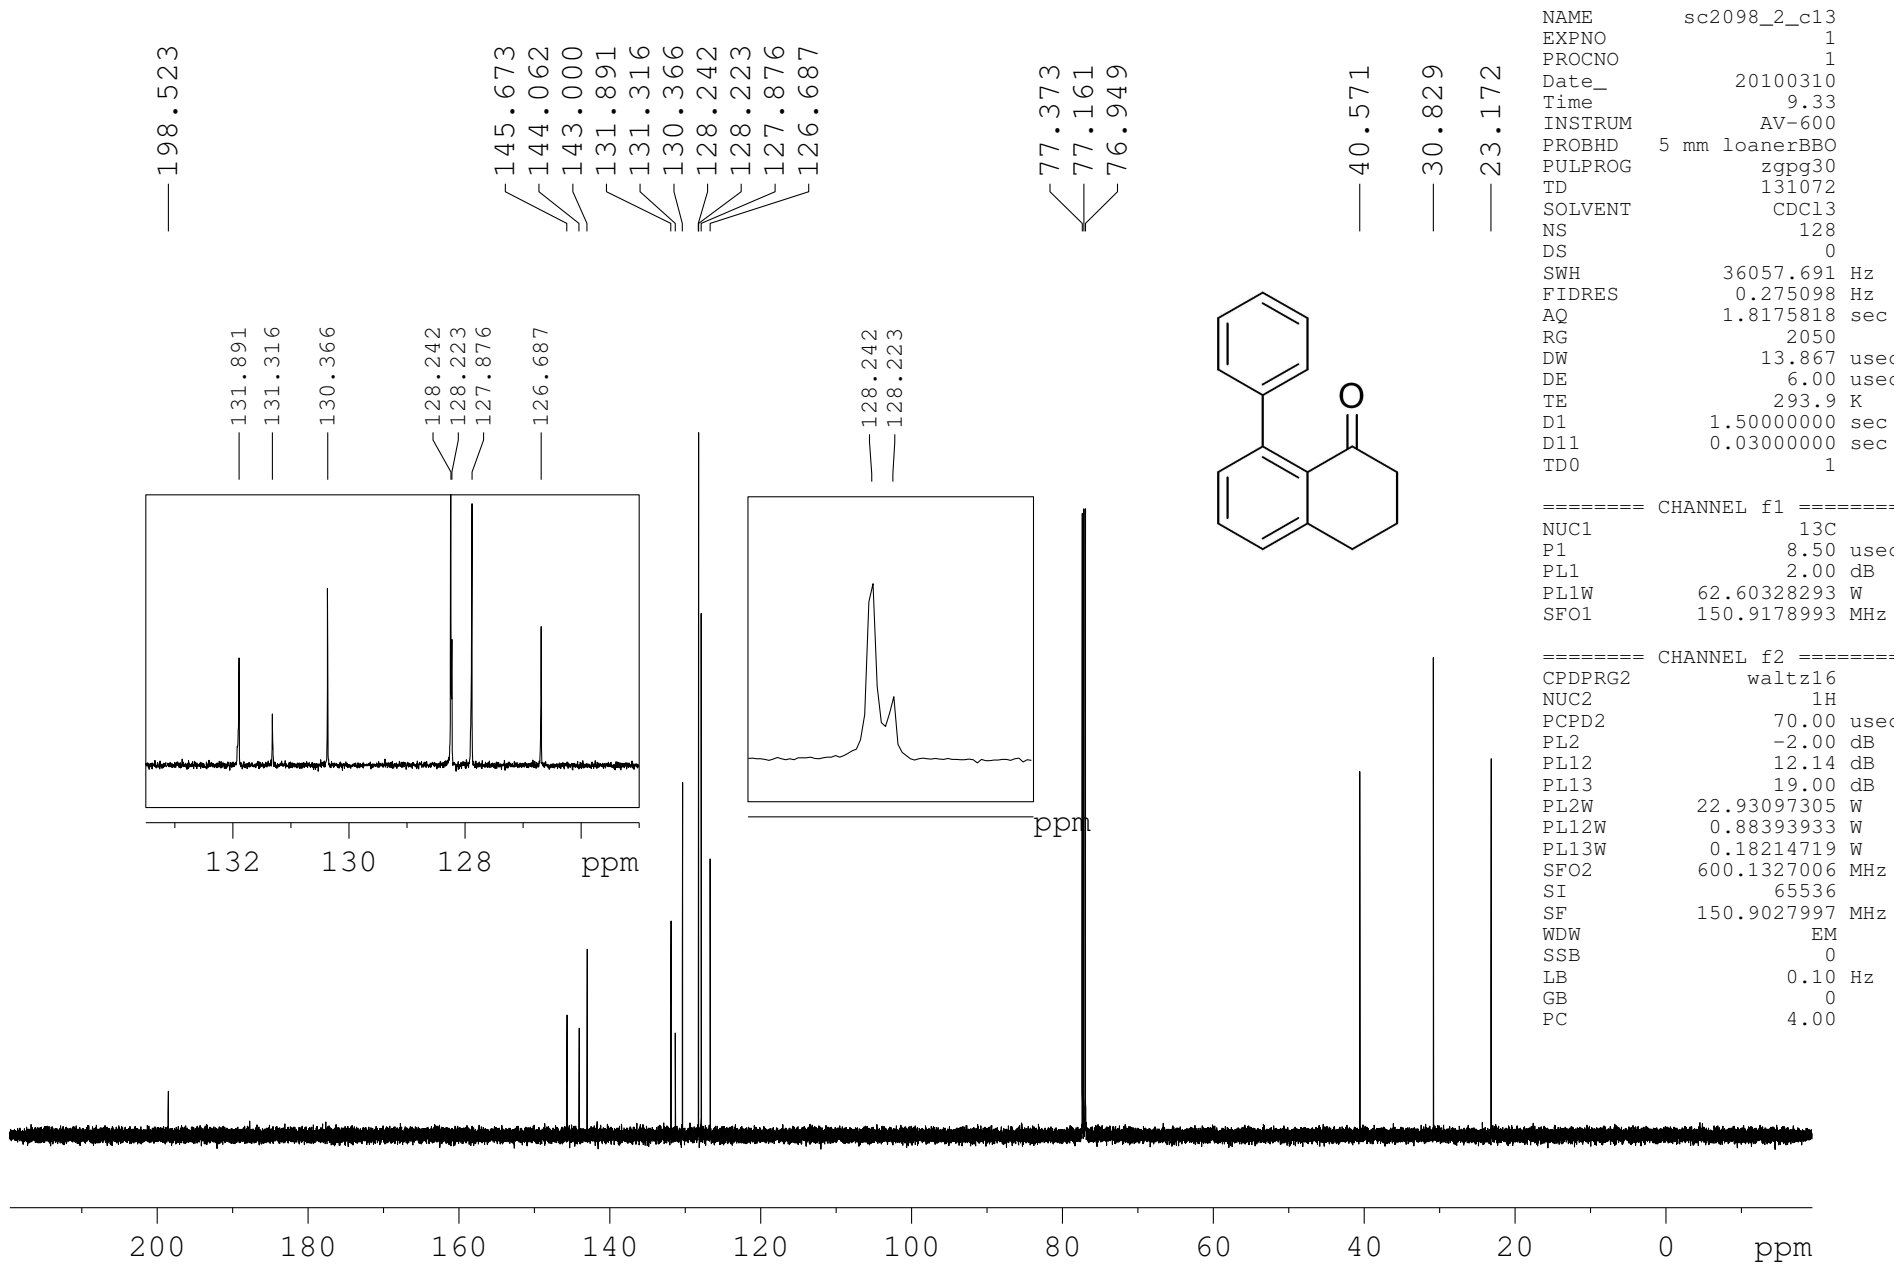 198.523
145.673
144.062
143.000
131.891
131.316
130.366
128.242
128.223
127.876
126.687
77.373
77.161
76.949
40.571
30.829
23.172
131.891
131.316
130.366
128.242
128.223
127.876
126.687
132 130 128 ppm
128.242
128.223
ppm
O
NAME sc2098_2_c13
EXPNO 1
PROCNO 1
Date_ 20100310
Time 9.33
INSTRUM AV-600
PROBHD 5 mm loanerBBO
PULPROG zgpg30
TD 131072
SOLVENT CDCl3
NS 128
DS 0
SWH 36057.691 Hz
FIDRES 0.275098 Hz
AQ 1.8175818 sec
RG 2050
DW 13.867 usec
DE 6.00 usec
TE 293.9 K
D1 1.50000000 sec
D11 0.03000000 sec
TD0 1
======== CHANNEL f1 ========
NUC1 13C
P1 8.50 usec
PL1 2.00 dB
PL1W 62.60328293 W
SFO1 150.9178993 MHz
======== CHANNEL f2 ========
CPDPRG2 waltz16
NUC2 1H
PCPD2 70.00 usec
PL2 -2.00 dB
PL12 12.14 dB
PL13 19.00 dB
PL2W 22.93097305 W
PL12W 0.88393933 W
PL13W 0.18214719 W
SFO2 600.1327006 MHz
SI 65536
SF 150.9027997 MHz
WDW EM
SSB 0
LB 0.10 Hz
GB 0
PC 4.00
200 180 160 140 120 100 80 60 40 20 0 ppm